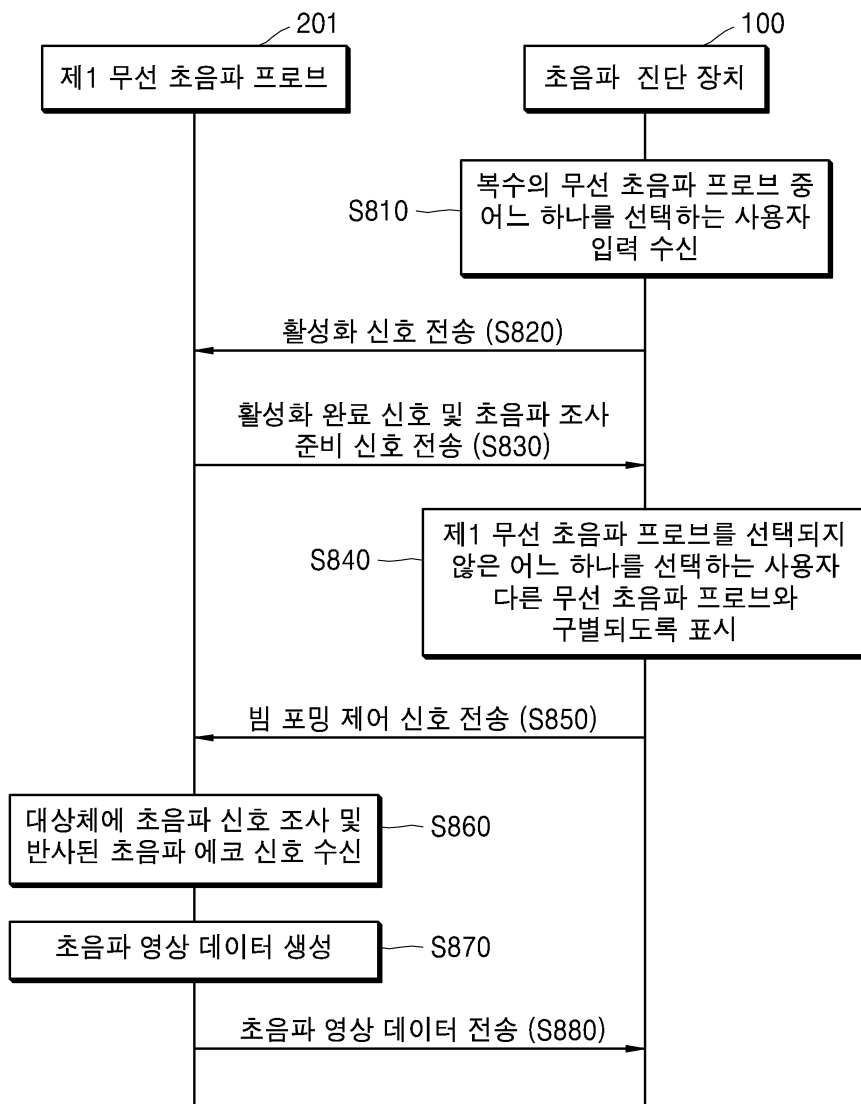 201
100
제1 무선 초음파 프로브
초음파 진단 장치
복수의 무선 초음파 프로브 중
어느 하나를 선택하는 사용자
입력 수신
S810
활성화 신호 전송 (S820)
활성화 완료 신호 및 초음파 조사
준비 신호 전송 (S830)
제1 무선 초음파 프로브를 선택되지
않은 어느 하나를 선택하는 사용자
다른 무선 초음파 프로브와
구별되도록 표시
S840
빔 포밍 제어 신호 전송 (S850)
대상체에 초음파 신호 조사 및
반사된 초음파 에코 신호 수신
S860
초음파 영상 데이터 생성
S870
초음파 영상 데이터 전송 (S880)